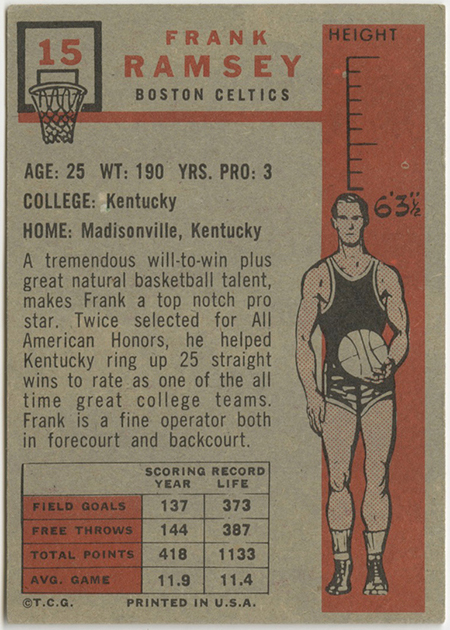 15
FRANK
RAMSEY
BOSTON CELTICS
HEIGHT
6'3½"
AGE: 25 WT: 190 YRS. PRO: 3
COLLEGE: Kentucky
HOME: Madisonville, Kentucky
A tremendous will-to-win plus
great natural basketball talent,
makes Frank a top notch pro
star. Twice selected for All
American Honors, he helped
Kentucky ring up 25 straight
wins to rate as one of the all
time great college teams.
Frank is a fine operator both
in forecourt and backcourt.
SCORING RECORD
YEAR LIFE
FIELD GOALS 137 373
FREE THROWS 144 387
TOTAL POINTS 418 1133
AVG. GAME 11.9 11.4
©T.C.G. PRINTED IN U.S.A.